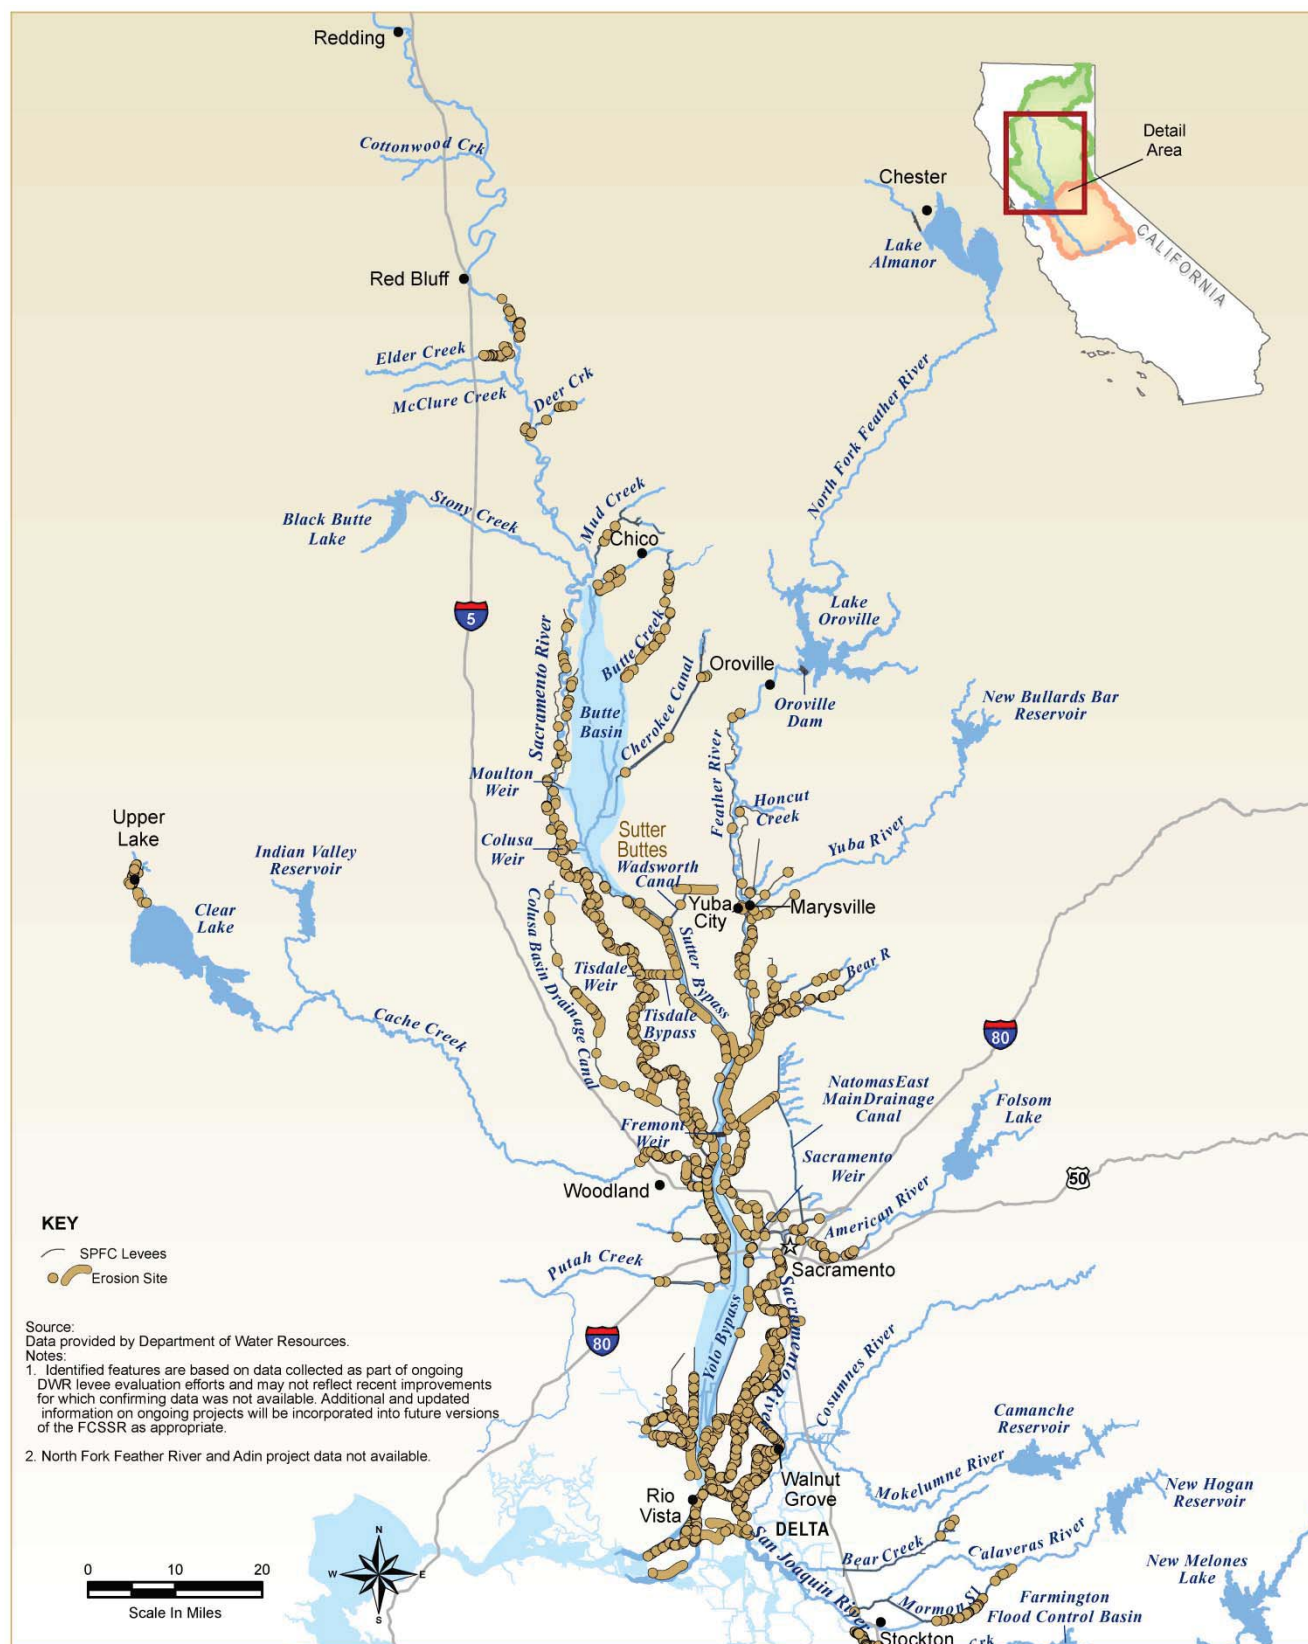 Redding
Cottonwood Crk
Chester
Detail
Area
Lake
Almanor
CALIFORNIA
Red Bluff
Elder Creek
McClure Creek
Deer Crk
North Fork Feather River
Stony Creek
Mud Creek
Black Butte
Lake
Chico
5
Lake
Oroville
Sacramento River
Butte Creek
Oroville
Cherokee Canal
Oroville
Dam
New Bullards Bar
Reservoir
Butte
Basin
Feather River
Moulton
Weir
Honcut
Creek
Upper
Lake
Indian Valley
Reservoir
Colusa
Weir
Sutter
Buttes
Wadsworth
Canal
Yuba River
Clear
Lake
Yuba
City
Marysville
Colusa Basin Drainage Canal
Sutter Bypass
Tisdale
Weir
Bear R
Tisdale
Bypass
Cache Creek
80
Natomas East
Main Drainage
Canal
Folsom
Lake
Fremont
Weir
Sacramento
Weir
Woodland
50
American River
KEY
SPFC Levees
Erosion Site
Putah Creek
Sacramento
Source:
Data provided by Department of Water Resources.
Notes:
1. Identified features are based on data collected as part of ongoing
DWR levee evaluation efforts and may not reflect recent improvements
for which confirming data was not available. Additional and updated
information on ongoing projects will be incorporated into future versions
of the FCSSR as appropriate.
2. North Fork Feather River and Adin project data not available.
80
Yolo Bypass
Sacramento River
Cosumnes River
Camanche
Reservoir
Mokelumne River
Walnut
Grove
New Hogan
Reservoir
Rio
Vista
DELTA
San Joaquin River
Bear Creek
Calaveras River
New Melones
Lake
N
W
E
S
0
10
20
Scale In Miles
Mormon Sl
Farmington
Flood Control Basin
Stockton
Crk